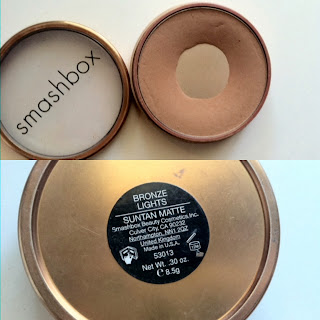 smashbox
BRONZE
LIGHTS
SUNTAN MATTE
Smashbox Beauty Cosmetics,Inc.
Culver City, CA 90232
Northampton, NN1 2QZ
United Kingdom
Made in U.S.A.
53013
Net Wt. .30 oz.
℮ 8.5g